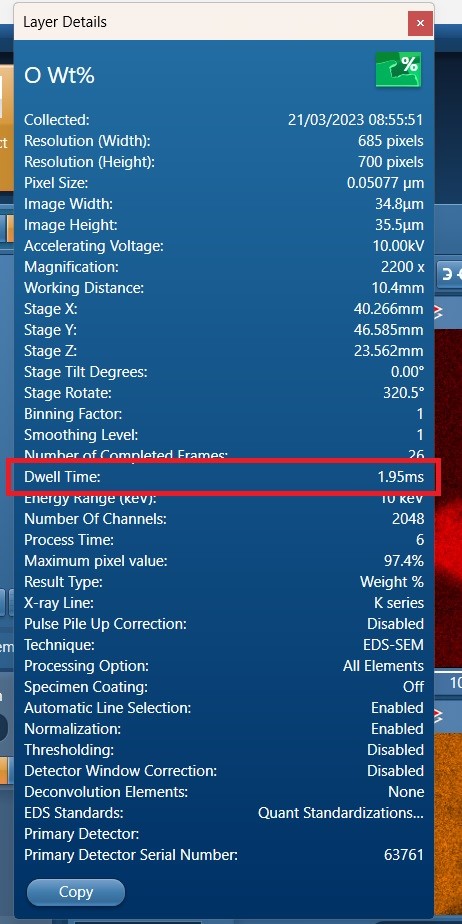 Layer Details
×
O Wt%
%
Collected: 21/03/2023 08:55:51
Resolution (Width): 685 pixels
Resolution (Height): 700 pixels
Pixel Size: 0.05077 µm
Image Width: 34.8µm
Image Height: 35.5µm
Accelerating Voltage: 10.00kV
Magnification: 2200 x
Working Distance: 10.4mm
Stage X: 40.266mm
Stage Y: 46.585mm
Stage Z: 23.562mm
Stage Tilt Degrees: 0.00°
Stage Rotate: 320.5°
Binning Factor: 1
Smoothing Level: 1
Number of Completed Frames: 26
Dwell Time: 1.95ms
Energy Range (keV): 10 keV
Number Of Channels: 2048
Process Time: 6
Maximum pixel value: 97.4%
Result Type: Weight %
X-ray Line: K series
Pulse Pile Up Correction: Disabled
Technique: EDS-SEM
Processing Option: All Elements
Specimen Coating: Off
Automatic Line Selection: Enabled
Normalization: Enabled
Thresholding: Disabled
Detector Window Correction: Disabled
Deconvolution Elements: None
EDS Standards: Quant Standardizations...
Primary Detector:
Primary Detector Serial Number: 63761
Copy